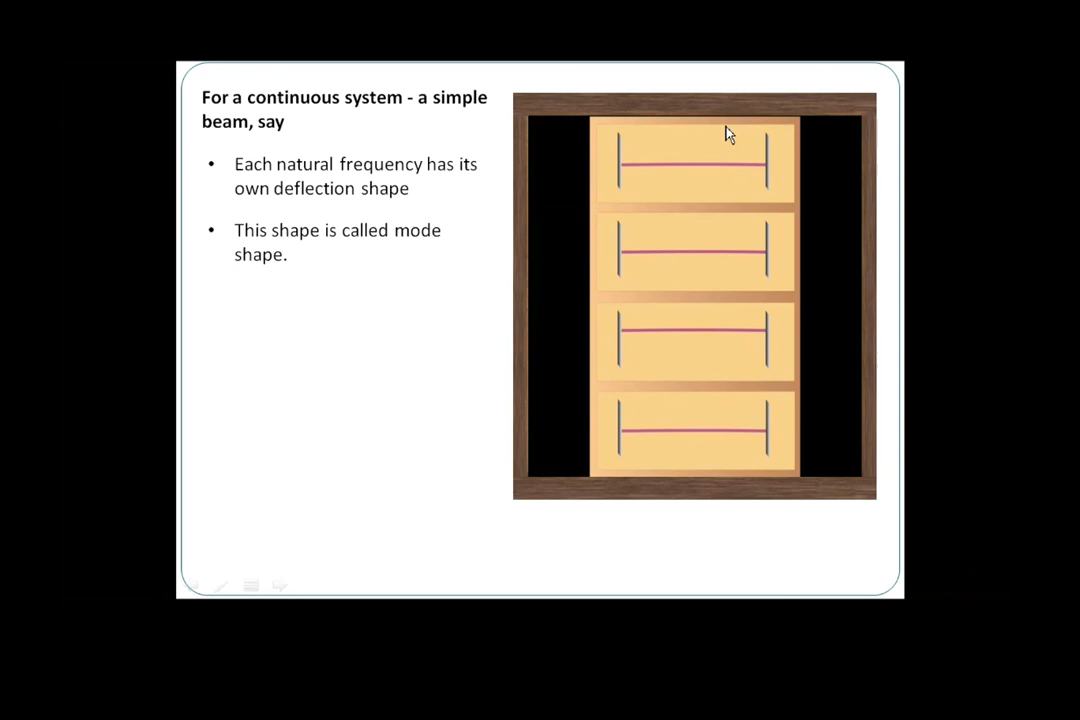 For a continuous system - a simple
beam, say
• Each natural frequency has its
own deflection shape
• This shape is called mode
shape.